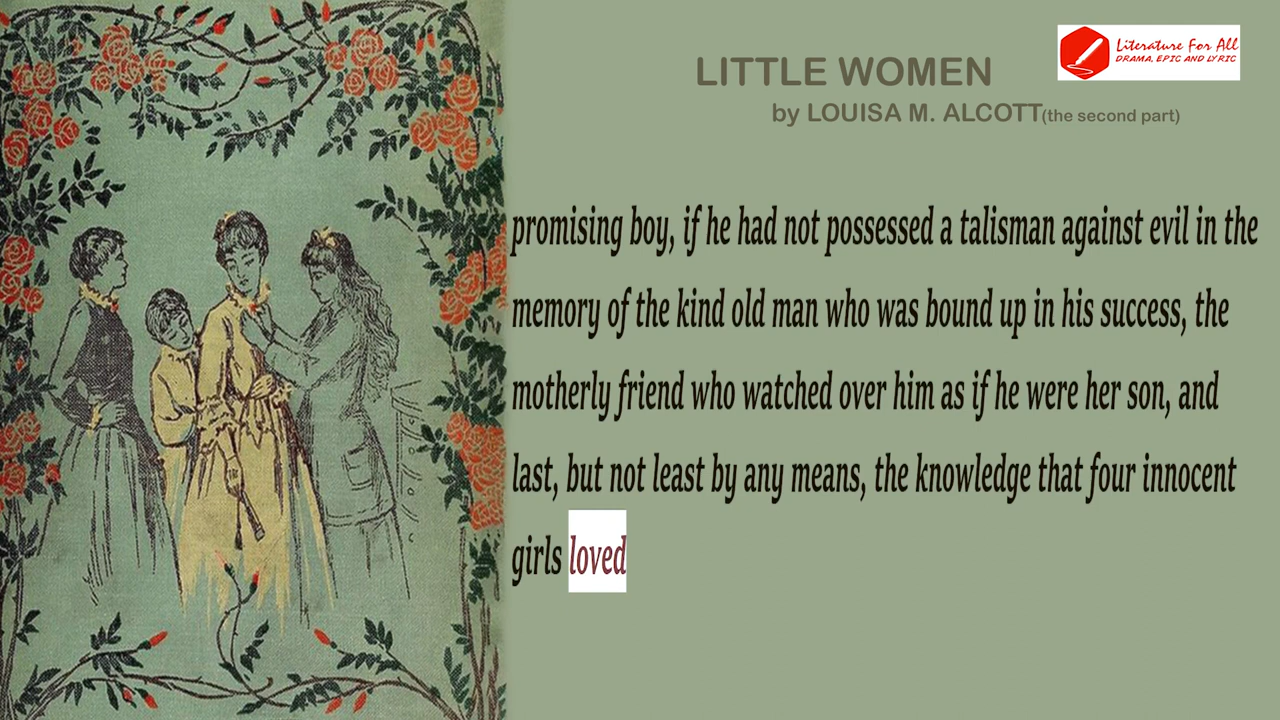 LITTLE WOMEN
Literature For All
DRAMA, EPIC AND LYRIC
by LOUISA M. ALCOTT(the second part)
promising boy, if he had not possessed a talisman against evil in the
memory of the kind old man who was bound up in his success, the
motherly friend who watched over him as if he were her son, and
last, but not least by any means, the knowledge that four innocent
girls loved